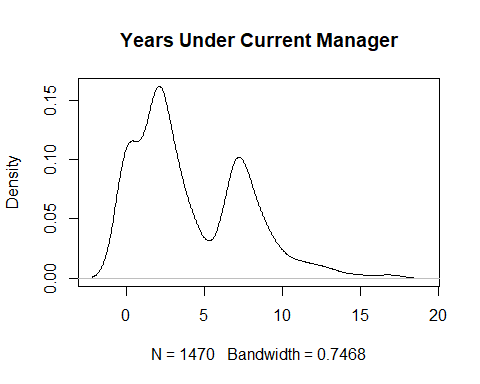 Years Under Current Manager
Density
0.15
0.10
0.05
0.00
0 5 10 15 20
N = 1470 Bandwidth = 0.7468